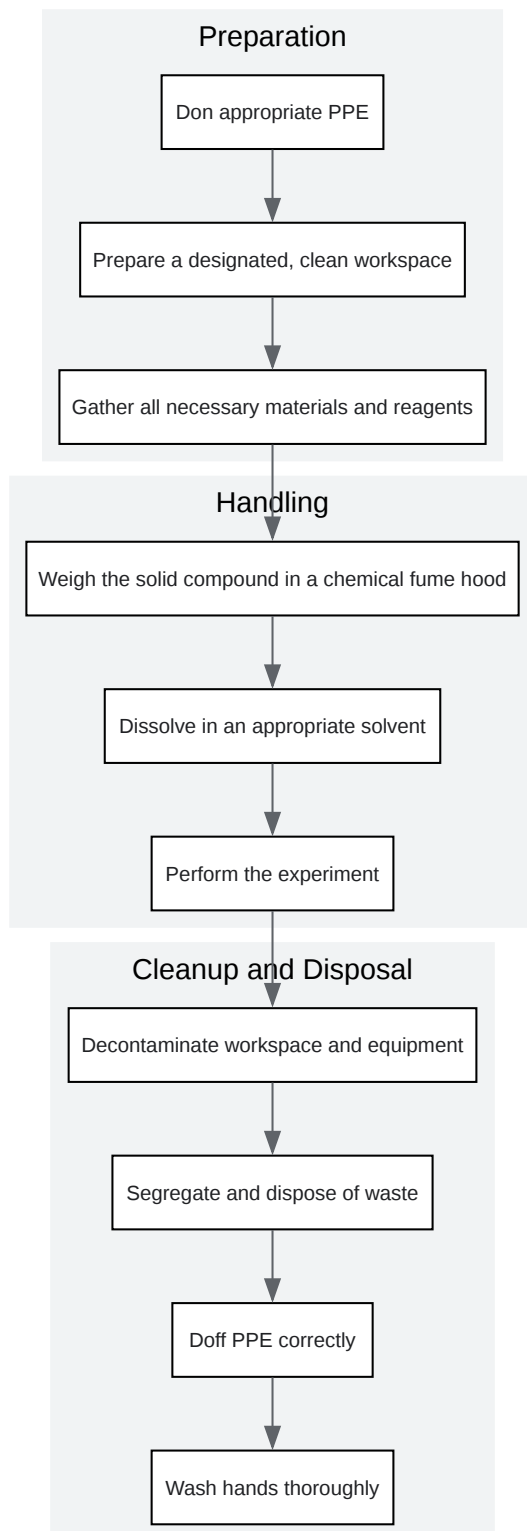 Preparation
Don appropriate PPE
Prepare a designated, clean workspace
Gather all necessary materials and reagents
Handling
Weigh the solid compound in a chemical fume hood
Dissolve in an appropriate solvent
Perform the experiment
Cleanup and Disposal
Decontaminate workspace and equipment
Segregate and dispose of waste
Doff PPE correctly
Wash hands thoroughly